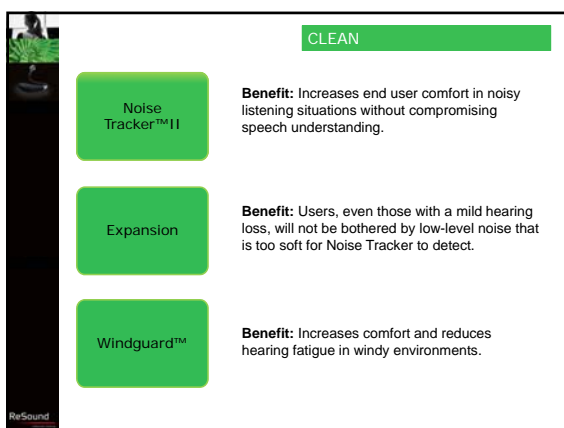 CLEAN
Noise
Tracker™II
Benefit: Increases end user comfort in noisy
listening situations without compromising
speech understanding.
Expansion
Benefit: Users, even those with a mild hearing
loss, will not be bothered by low-level noise that
is too soft for Noise Tracker to detect.
Windguard™
Benefit: Increases comfort and reduces
hearing fatigue in windy environments.
ReSound